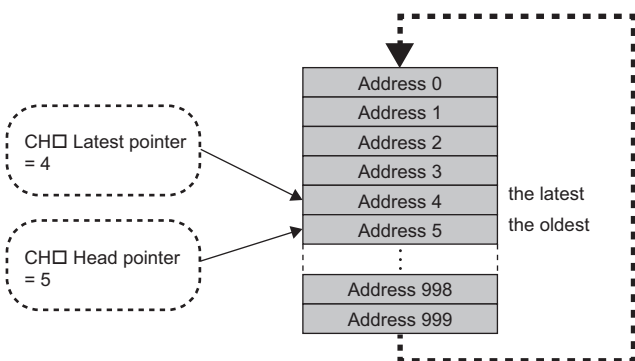 Address 0
Address 1
Address 2
Address 3
CH□ Latest pointer
= 4
Address 4
the latest
Address 5
the oldest
CH□ Head pointer
= 5
⋮
Address 998
Address 999